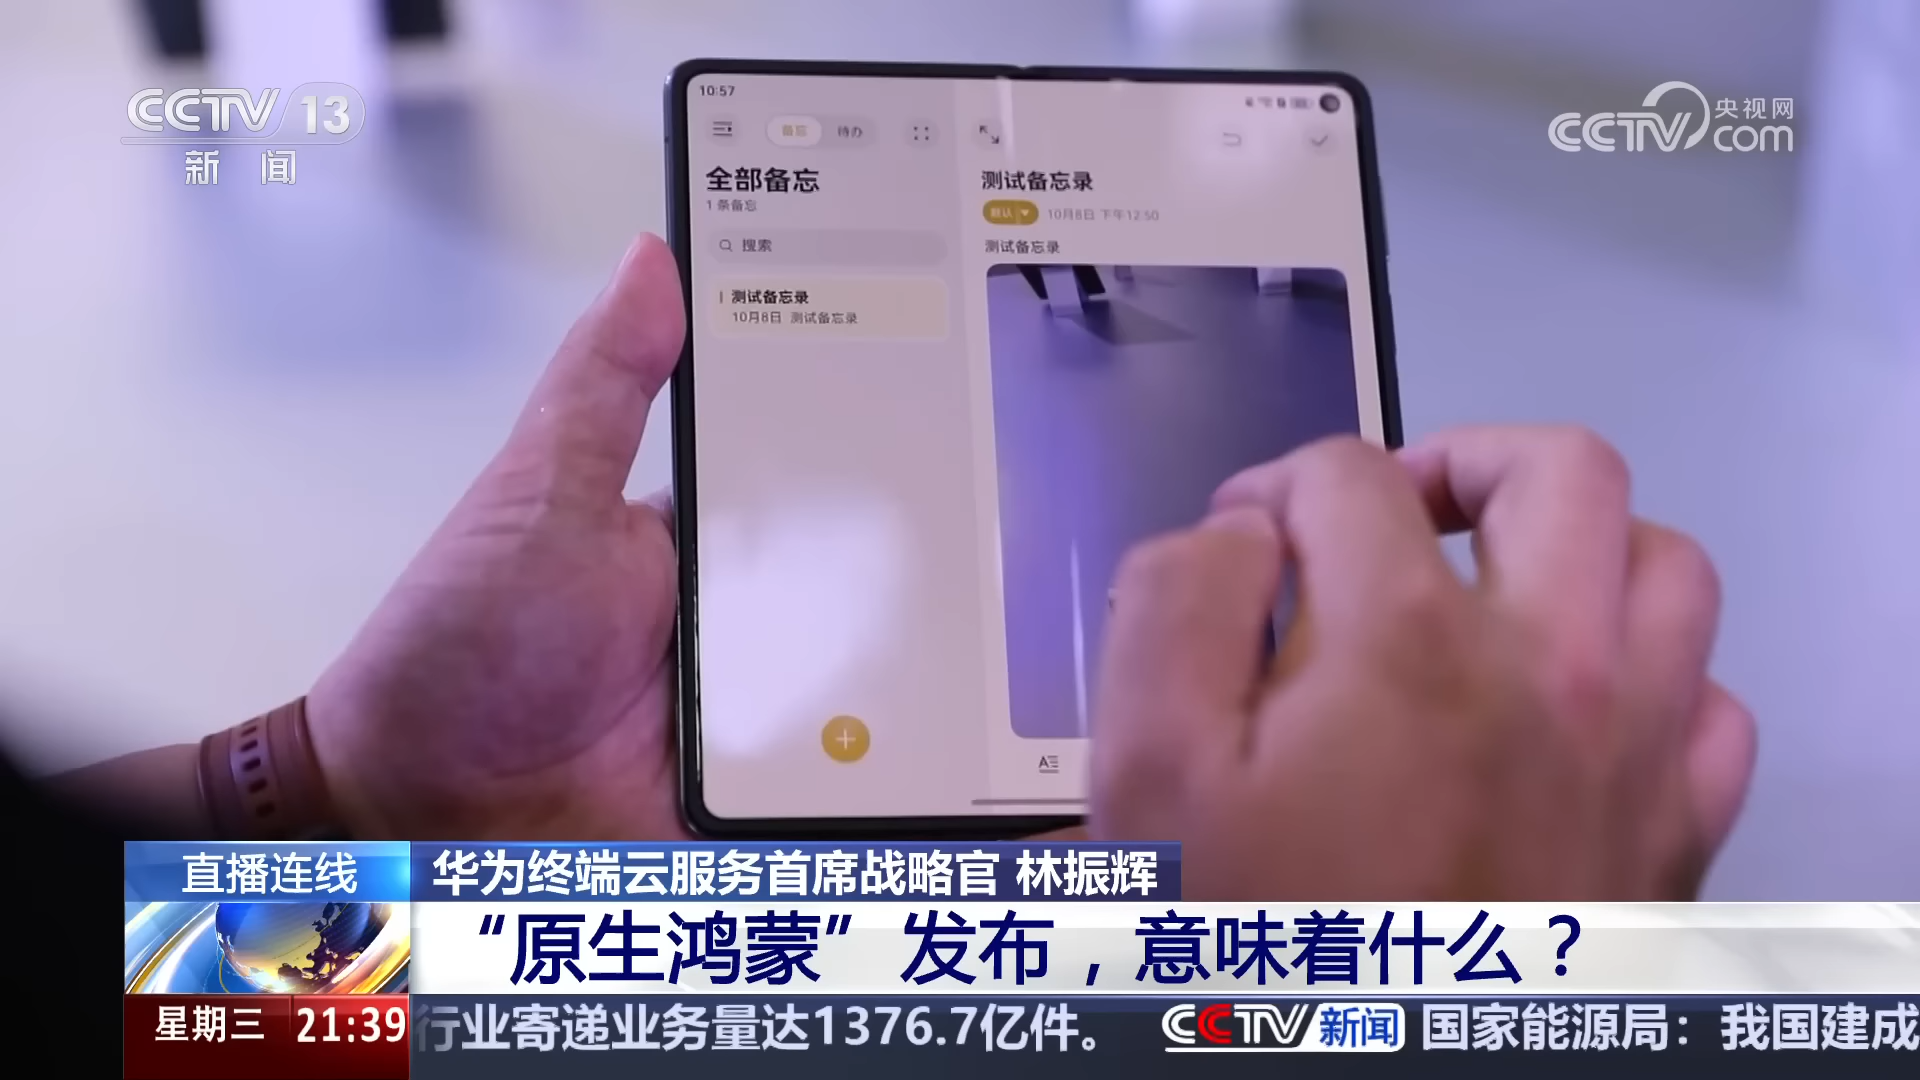 CCTV 13
新闻
央视网
CCTV.com
10:57
备忘 待办
全部备忘
1 条备忘
搜索
测试备忘录
10月8日 测试备忘录
测试备忘录
默认
10月8日 下午12:50
测试备忘录
直播连线
华为终端云服务首席战略官 林振辉
“原生鸿蒙”发布，意味着什么？
星期三 21:39
行业寄递业务量达1376.7亿件。 CCTV新闻 国家能源局：我国建成